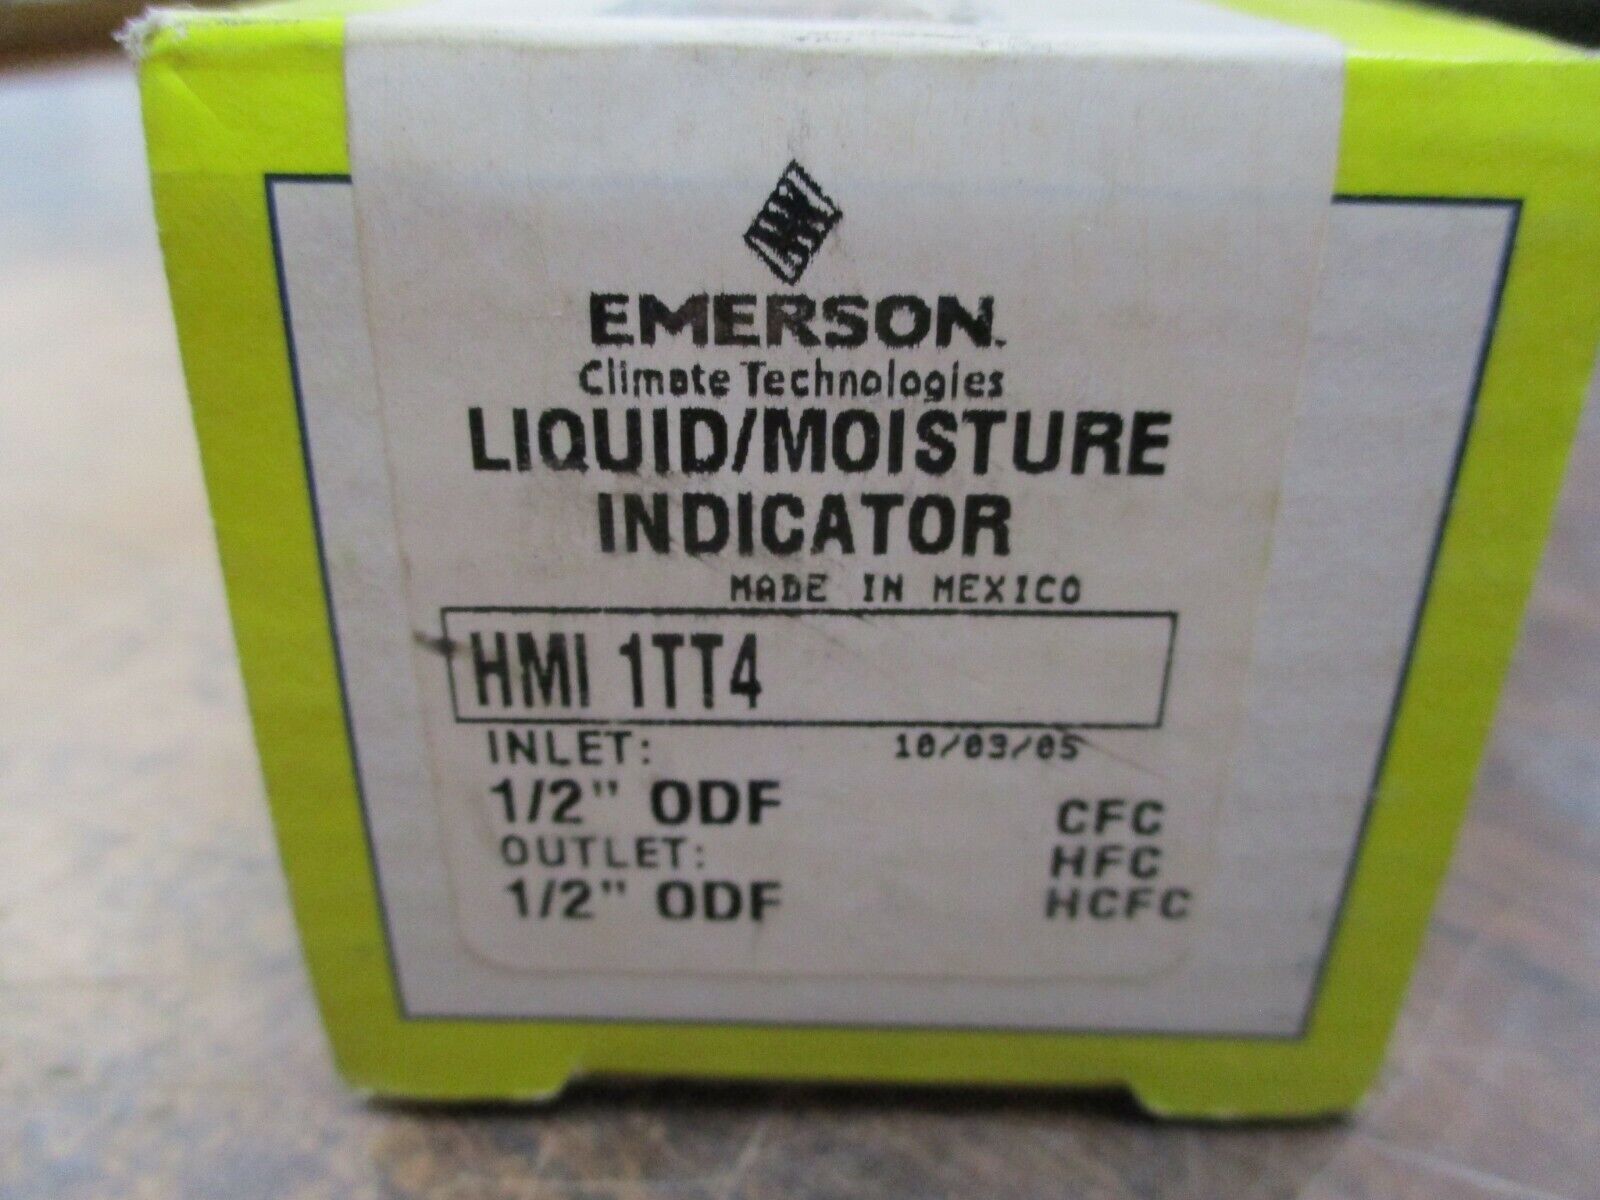 EMERSON
Climate Technologies
LIQUID/MOISTURE
INDICATOR
MADE IN MEXICO
HMI 1TT4
INLET: 10/03/05
1/2" ODF CFC
OUTLET: HFC
1/2" ODF HCFC